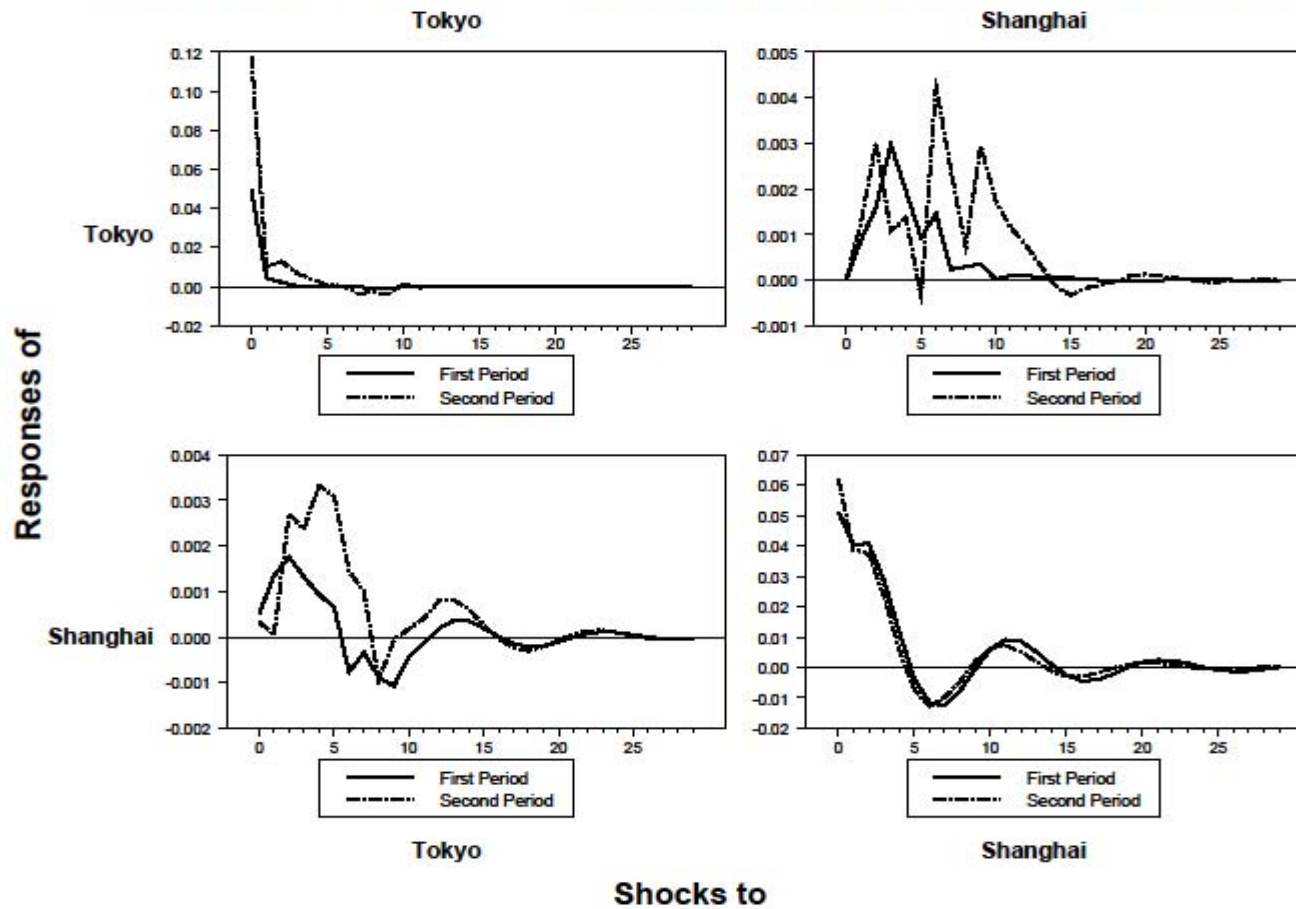 Tokyo Shanghai
0.12
0.10
0.08
0.06
0.04
0.02
0.00
-0.02
0 5 10 15 20 25
First Period
Second Period
0.005
0.004
0.003
0.002
0.001
0.000
-0.001
0 5 10 15 20 25
First Period
Second Period
Tokyo
Responses of
0.004
0.003
0.002
0.001
0.000
-0.001
-0.002
0 5 10 15 20 25
First Period
Second Period
0.07
0.06
0.05
0.04
0.03
0.02
0.01
0.00
-0.01
-0.02
0 5 10 15 20 25
First Period
Second Period
Shanghai
Tokyo Shanghai
Shocks to